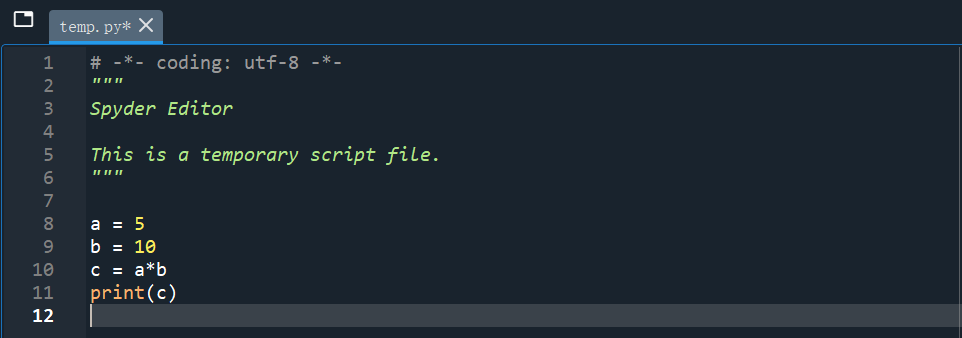 temp.py*
1 # -*- coding: utf-8 -*-
2 """
3 Spyder Editor
4
5 This is a temporary script file.
6 """
7
8 a = 5
9 b = 10
10 c = a*b
11 print(c)
12